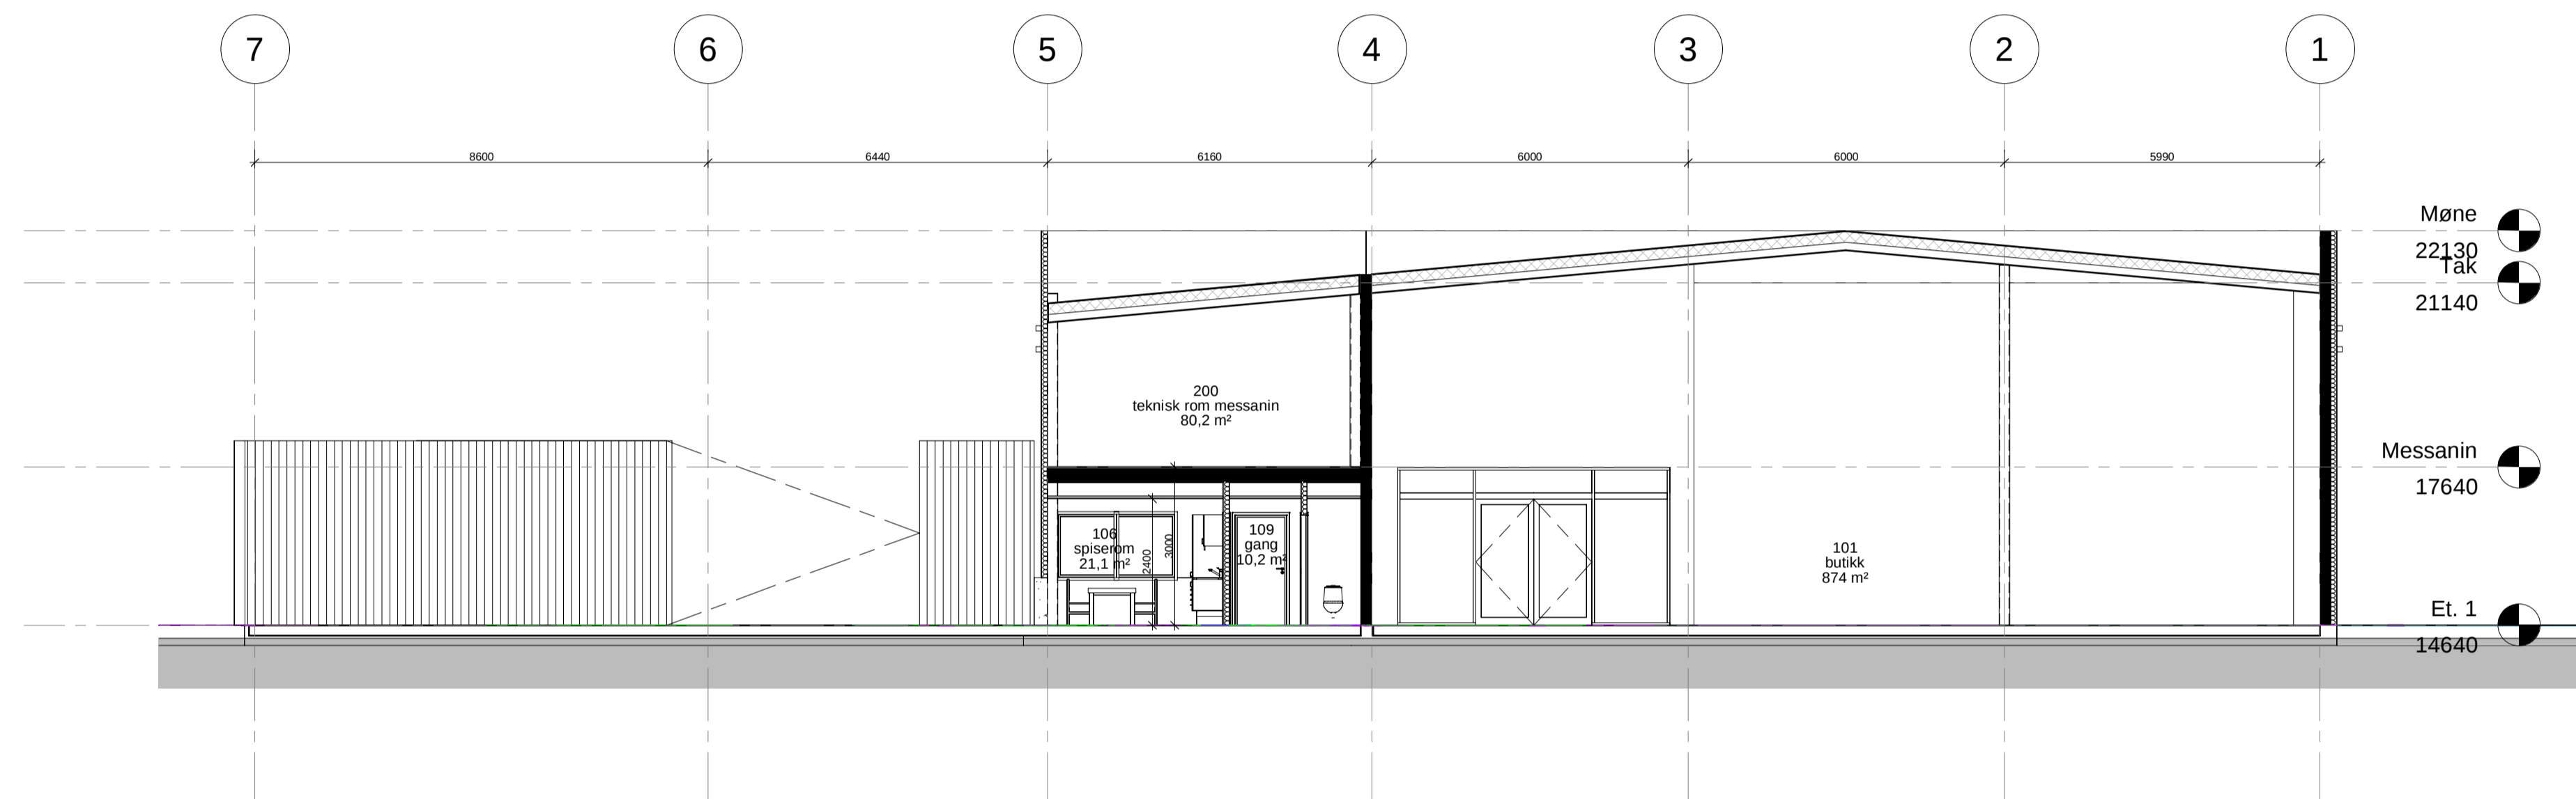 7
6
5
4
3
2
1
8600
6440
6160
6000
6000
5990
Møne
22130
Tak
21140
200
teknisk rom messanin
80,2 m²
Messanin
17640
106
spiserom
21,1 m²
2400
3000
109
gang
10,2 m²
101
butikk
874 m²
Et. 1
14640